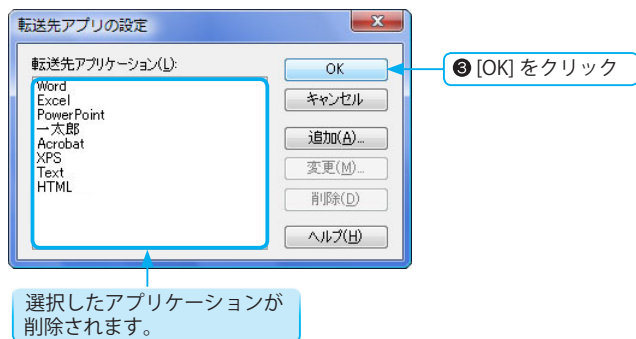 転送先アプリの設定
転送先アプリケーション(L):
Word
Excel
PowerPoint
一太郎
Acrobat
XPS
Text
HTML
OK
キャンセル
追加(A)...
変更(M)...
削除(D)
ヘルプ(H)
❸ [OK] をクリック
選択したアプリケーションが
削除されます。